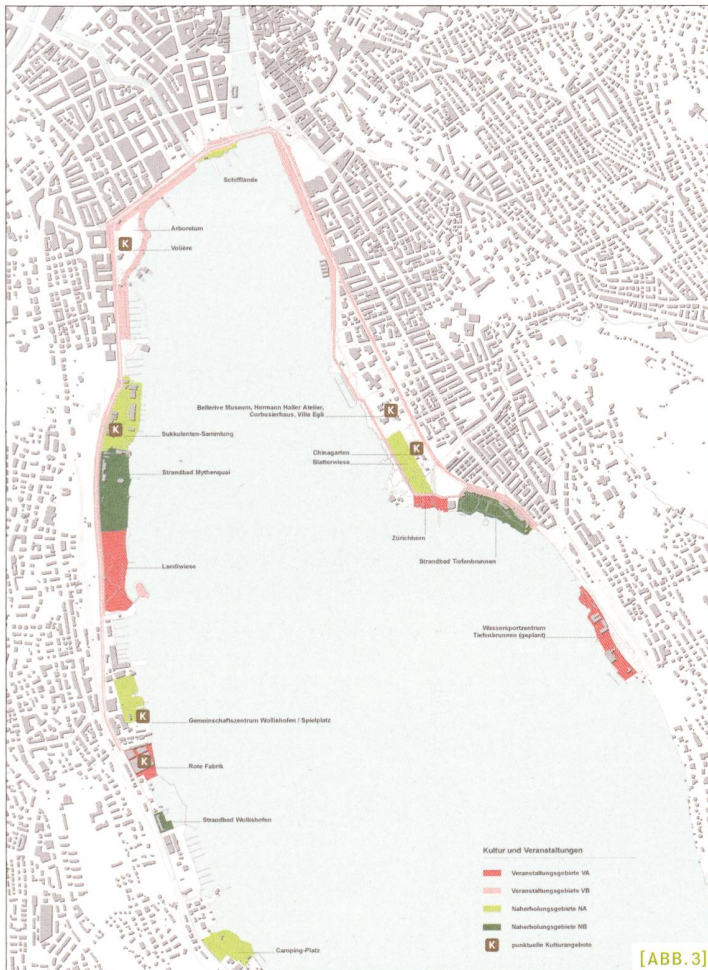 Schifflände
Arboretum
K
Volière
Bellerive Museum, Hermann Haller Atelier,
Corbusierhaus, Villa Egli
K
K
Sukkulenten-Sammlung
Chinagarten
K
Blatterwiese
Strandbad Mythenquai
Zürichhorn
Strandbad Tiefenbrunnen
Landiwiese
Wassersportzentrum
Tiefenbrunnen (geplant)
K
Gemeinschaftszentrum Wollishofen / Spielplatz
K
Rote Fabrik
Strandbad Wollishofen
Kultur und Veranstaltungen
Veranstaltungsgebiete VA
Veranstaltungsgebiete VB
Naherholungsgebiete NA
Naherholungsgebiete NB
K punktuelle Kulturangebote
Camping-Platz
[ABB.3]